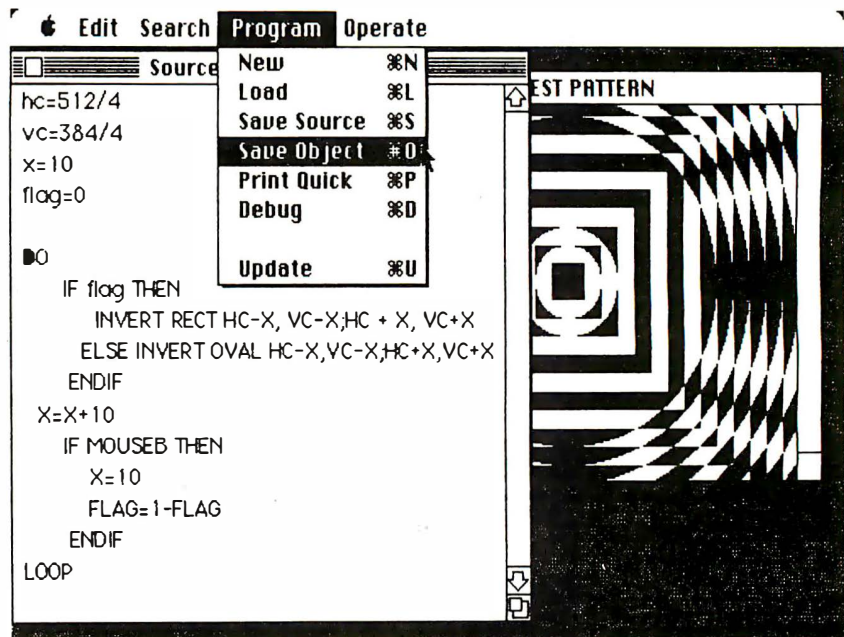 Edit Search Program Operate
Source
New ⌘N
Load ⌘L
Save Source ⌘S
Save Object ⌘O
Print Quick ⌘P
Debug ⌘D
Update ⌘U
EST PATTERN
hc=512/4
vc=384/4
x=10
flag=0
DO
IF flag THEN
INVERT RECT HC-X, VC-X;HC + X, VC+X
ELSE INVERT OVAL HC-X,VC-X;HC+X,VC+X
ENDIF
X=X+10
IF MOUSEB THEN
X=10
FLAG=1-FLAG
ENDIF
LOOP